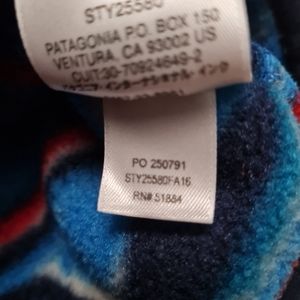 STY25580
PATAGONIA P.O. BOX 150
VENTURA, CA 93002 US
CUIT:30-70924649-2
PO 250791
STY25580FA16
RN# 51884